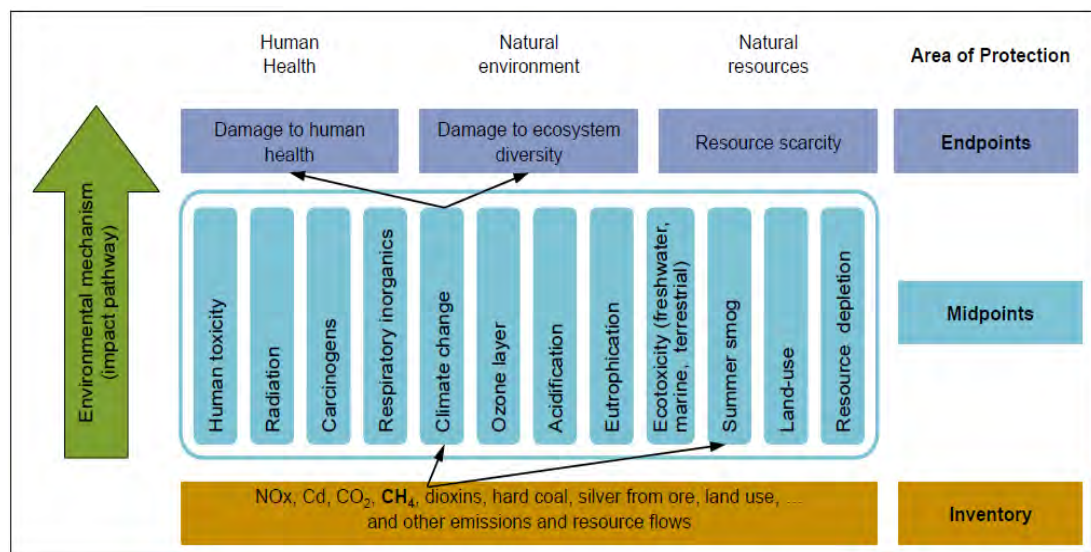 Human
Health
Natural
environment
Natural
resources
Area of Protection
Damage to human
health
Damage to ecosystem
diversity
Resource scarcity
Endpoints
Environmental mechanism
(impact pathway)
Human toxicity
Radiation
Carcinogens
Respiratory inorganics
Climate change
Ozone layer
Acidification
Eutrophication
Ecotoxicity (freshwater,
marine, terrestrial)
Summer smog
Land-use
Resource depletion
Midpoints
NOx, Cd, CO₂, CH₄, dioxins, hard coal, silver from ore, land use, ...
and other emissions and resource flows
Inventory